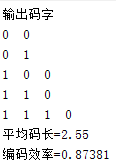 输出码字
0 0
0 1
1 0 0
1 1 0
1 1 1 0
平均码长=2.55
编码效率=0.87381